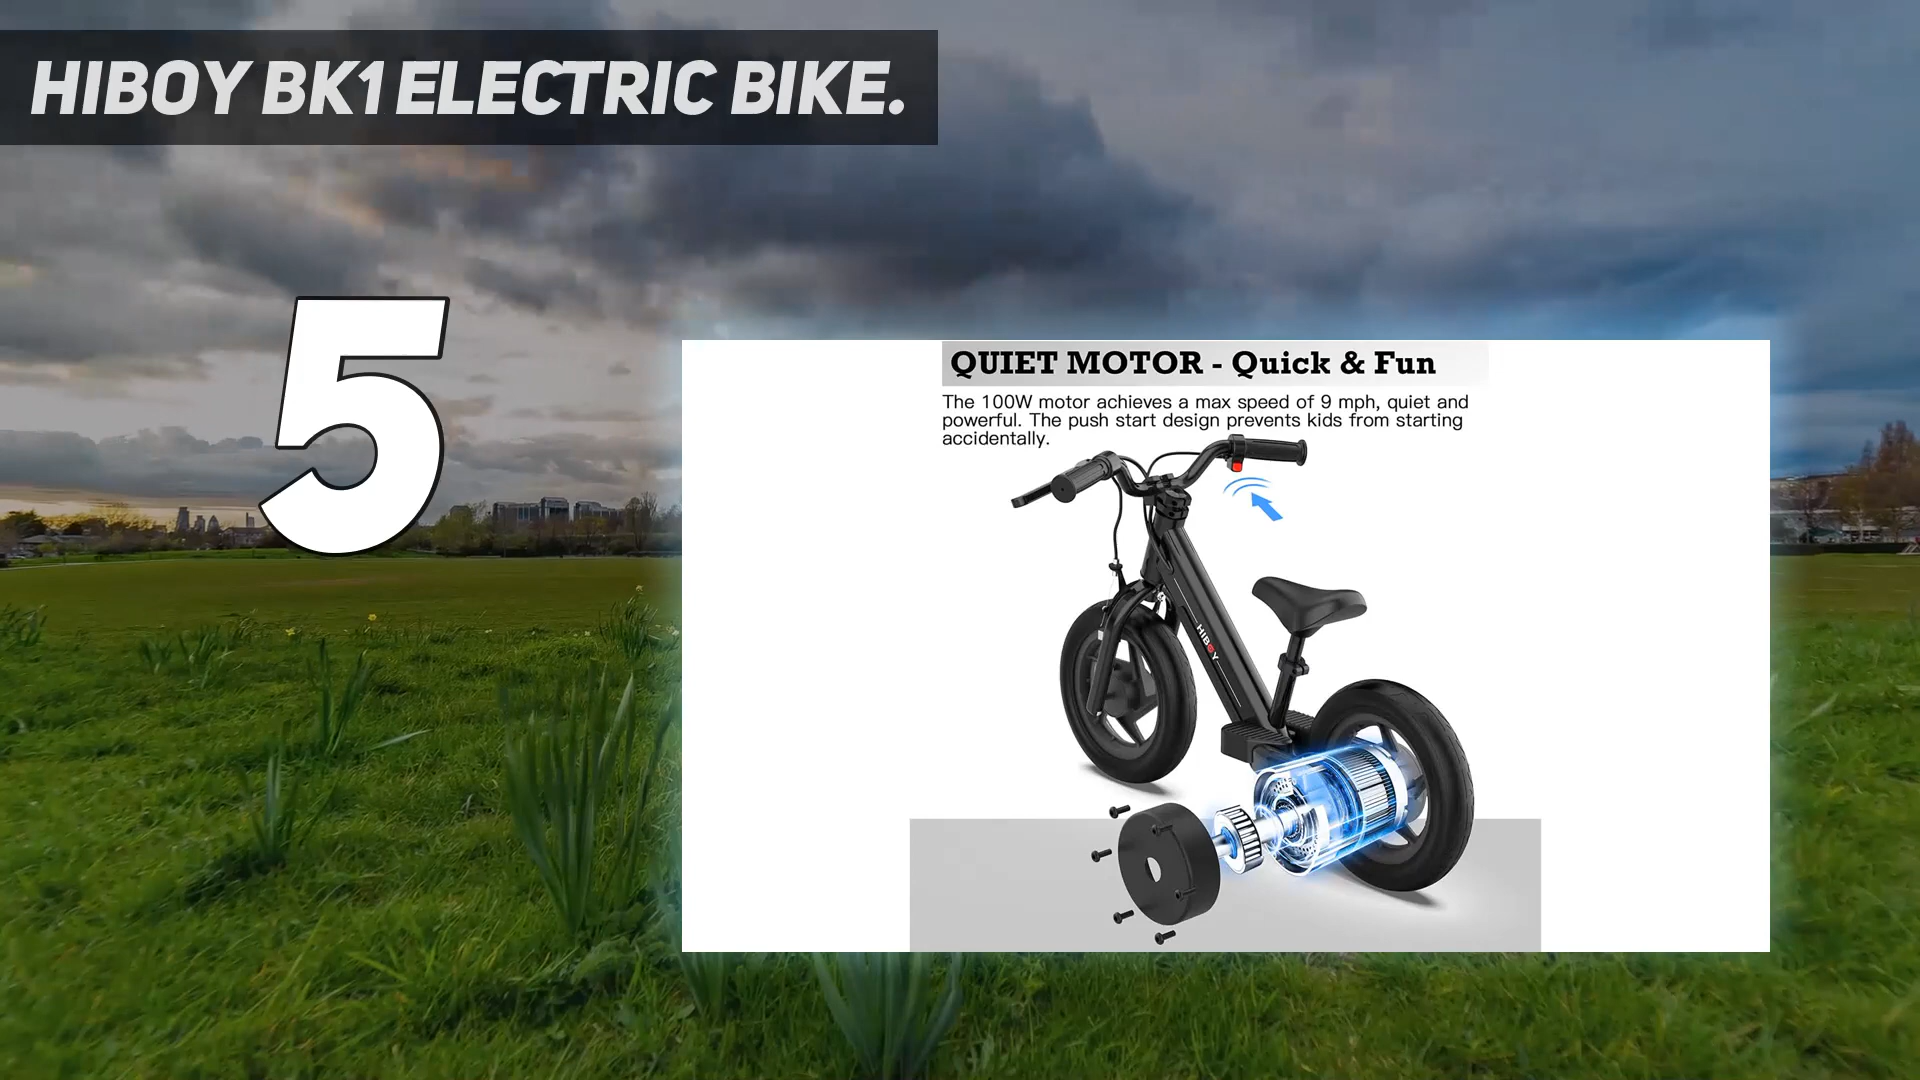 HIBOY BK1 ELECTRIC BIKE.
5
QUIET MOTOR - Quick & Fun
The 100W motor achieves a max speed of 9 mph, quiet and
powerful. The push start design prevents kids from starting
accidentally.
HIBOY